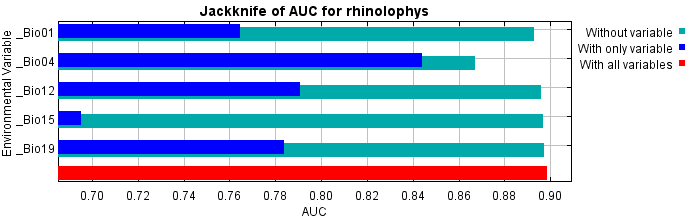 Jackknife of AUC for rhinolophys
Environmental Variable
_Bio01
_Bio04
_Bio12
_Bio15
_Bio19
Without variable
With only variable
With all variables
0.70 0.72 0.74 0.76 0.78 0.80 0.82 0.84 0.86 0.88 0.90
AUC